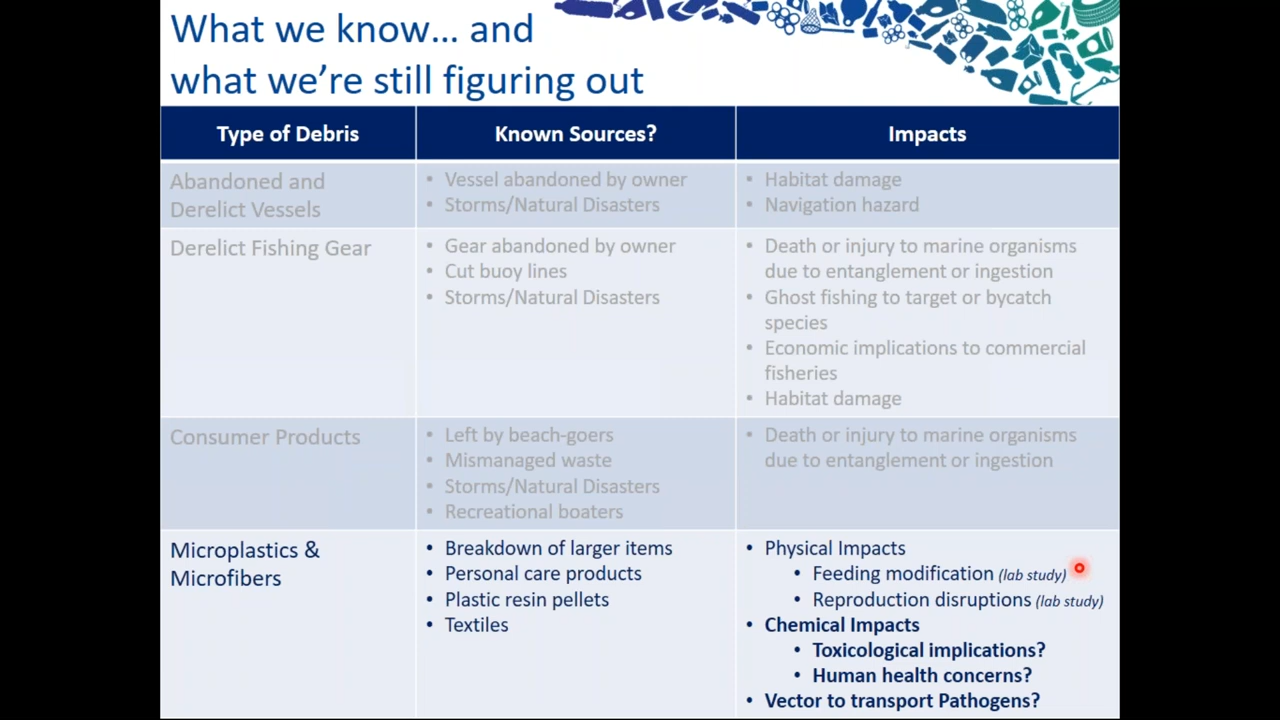 What we know... and
what we're still figuring out
Type of Debris
Known Sources?
Impacts
Abandoned and
Derelict Vessels
• Vessel abandoned by owner
• Storms/Natural Disasters
• Habitat damage
• Navigation hazard
Derelict Fishing Gear
• Gear abandoned by owner
• Cut buoy lines
• Storms/Natural Disasters
• Death or injury to marine organisms
due to entanglement or ingestion
• Ghost fishing to target or bycatch
species
• Economic implications to commercial
fisheries
• Habitat damage
Consumer Products
• Left by beach-goers
• Mismanaged waste
• Storms/Natural Disasters
• Recreational boaters
• Death or injury to marine organisms
due to entanglement or ingestion
Microplastics &
Microfibers
• Breakdown of larger items
• Personal care products
• Plastic resin pellets
• Textiles
• Physical Impacts
• Feeding modification (lab study)
• Reproduction disruptions (lab study)
• Chemical Impacts
• Toxicological implications?
• Human health concerns?
• Vector to transport Pathogens?